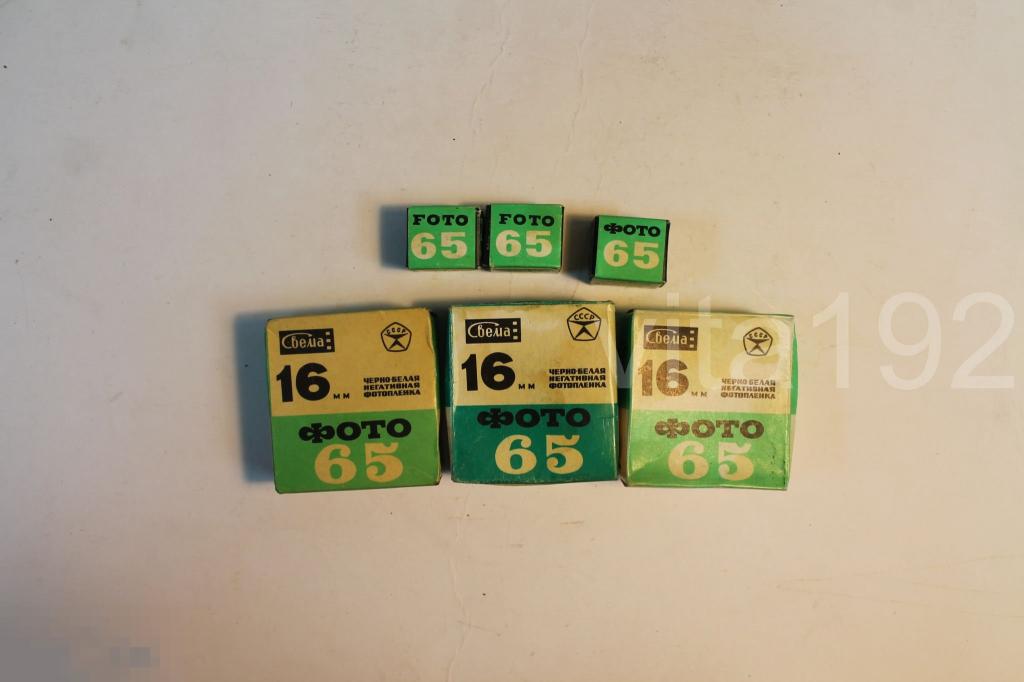 FOTO
65
FOTO
65
ФОТО
65
Свема
СССР
16 мм
ЧЕРНО-БЕЛАЯ
НЕГАТИВНАЯ
ФОТОПЛЕНКА
ФОТО
65
Свема
СССР
16 мм
ЧЕРНО-БЕЛАЯ
НЕГАТИВНАЯ
ФОТОПЛЕНКА
ФОТО
65
Свема
СССР
16 мм
ЧЕРНО-БЕЛАЯ
НЕГАТИВНАЯ
ФОТОПЛЕНКА
ФОТО
65
vita192